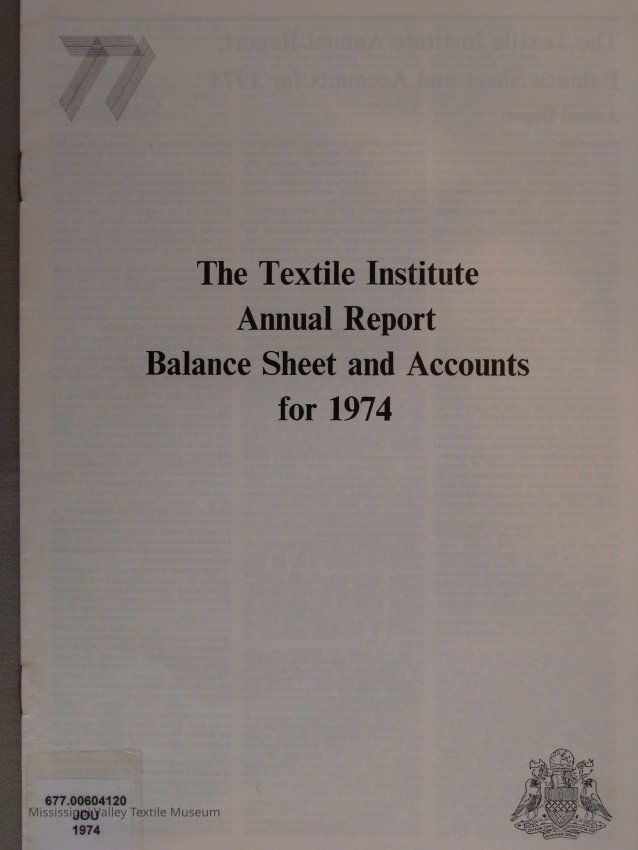 The Textile Institute
Annual Report
Balance Sheet and Accounts
for 1974
677.00604120
Mississippi Valley Textile Museum
JOU
1974